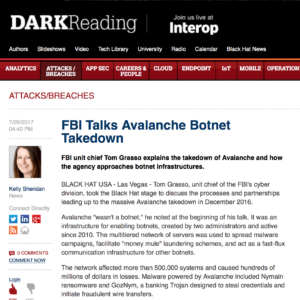 DARKReading
Join us live at
Interop
Authors Slideshows Video Tech Library University Radio Calendar Black Hat News
ANALYTICS ATTACKS / BREACHES APP SEC CAREERS & PEOPLE CLOUD ENDPOINT IoT MOBILE OPERATION
ATTACKS/BREACHES
7/26/2017
04:40 PM
Kelly Sheridan
News
Connect Directly
0 COMMENTS
COMMENT NOW
Login
FBI Talks Avalanche Botnet
Takedown
FBI unit chief Tom Grasso explains the takedown of Avalanche and how
the agency approaches botnet infrastructures.
BLACK HAT USA - Las Vegas - Tom Grasso, unit chief of the FBI's cyber
division, took the Black Hat stage to discuss the processes and partnerships
leading up to the massive Avalanche takedown in December 2016.
Avalanche "wasn't a botnet," he noted at the beginning of his talk. It was an
infrastructure for enabling botnets, created by two administrators and active
since 2010. The multitiered network of servers was used to spread malware
campaigns, facilitate "money mule" laundering schemes, and act as a fast-flux
communication infrastructure for other botnets.
The network affected more than 500,000 systems and caused hundreds of
millions of dollars in losses. Malware powered by Avalanche included Nymain
ransomware and GozNym, a banking Trojan designed to steal credentials and
initiate fraudulent wire transfers.